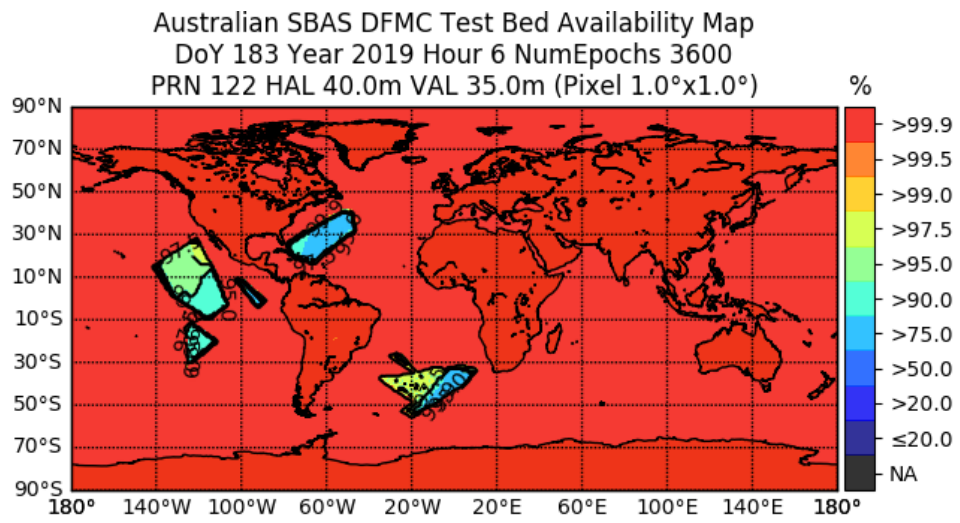 Australian SBAS DFMC Test Bed Availability Map
DoY 183 Year 2019 Hour 6 NumEpochs 3600
PRN 122 HAL 40.0m VAL 35.0m (Pixel 1.0°x1.0°)
%
90°N
70°N
50°N
30°N
10°N
10°S
30°S
50°S
70°S
90°S
180°
140°W
100°W
60°W
20°W
20°E
60°E
100°E
140°E
180°
>99.9
>99.5
>99.0
>97.5
>95.0
>90.0
>75.0
>50.0
>20.0
≤20.0
NA